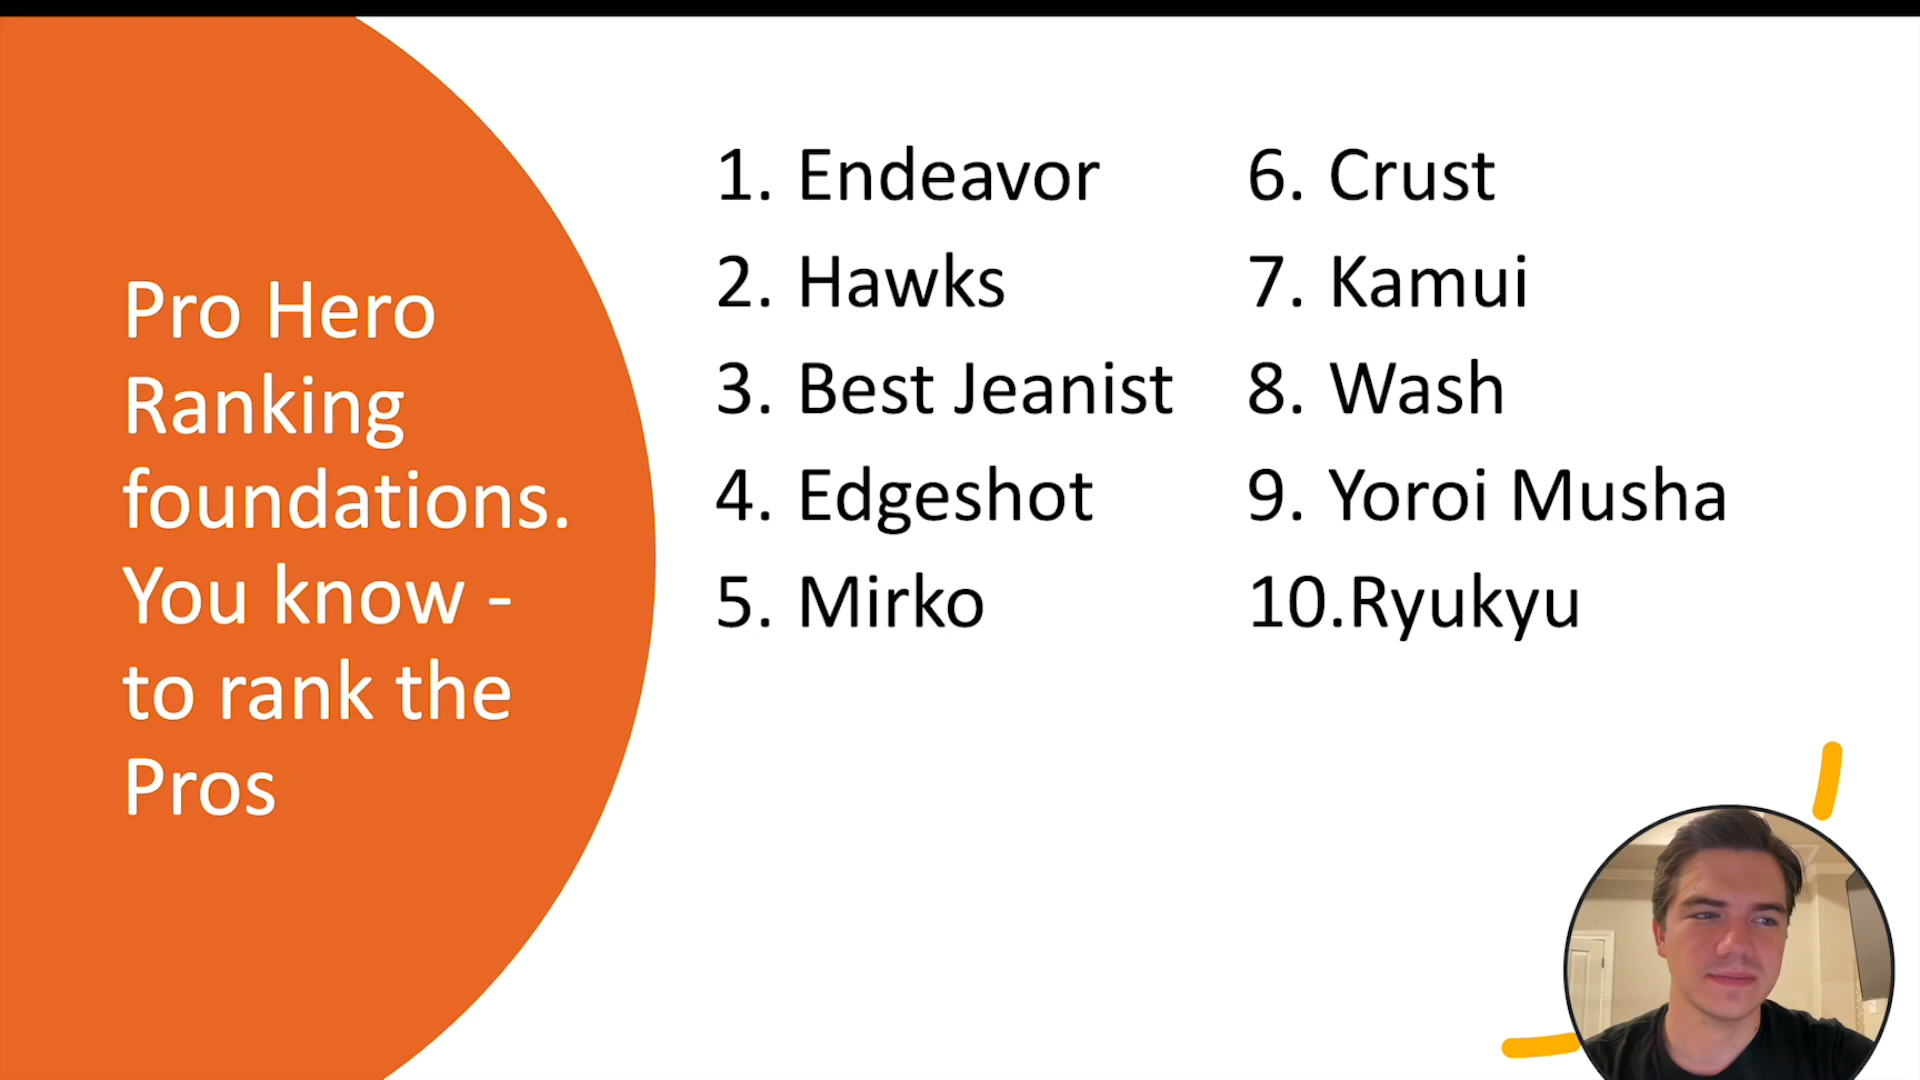 Pro Hero
Ranking
foundations.
You know -
to rank the
Pros
1. Endeavor
2. Hawks
3. Best Jeanist
4. Edgeshot
5. Mirko
6. Crust
7. Kamui
8. Wash
9. Yoroi Musha
10.Ryukyu